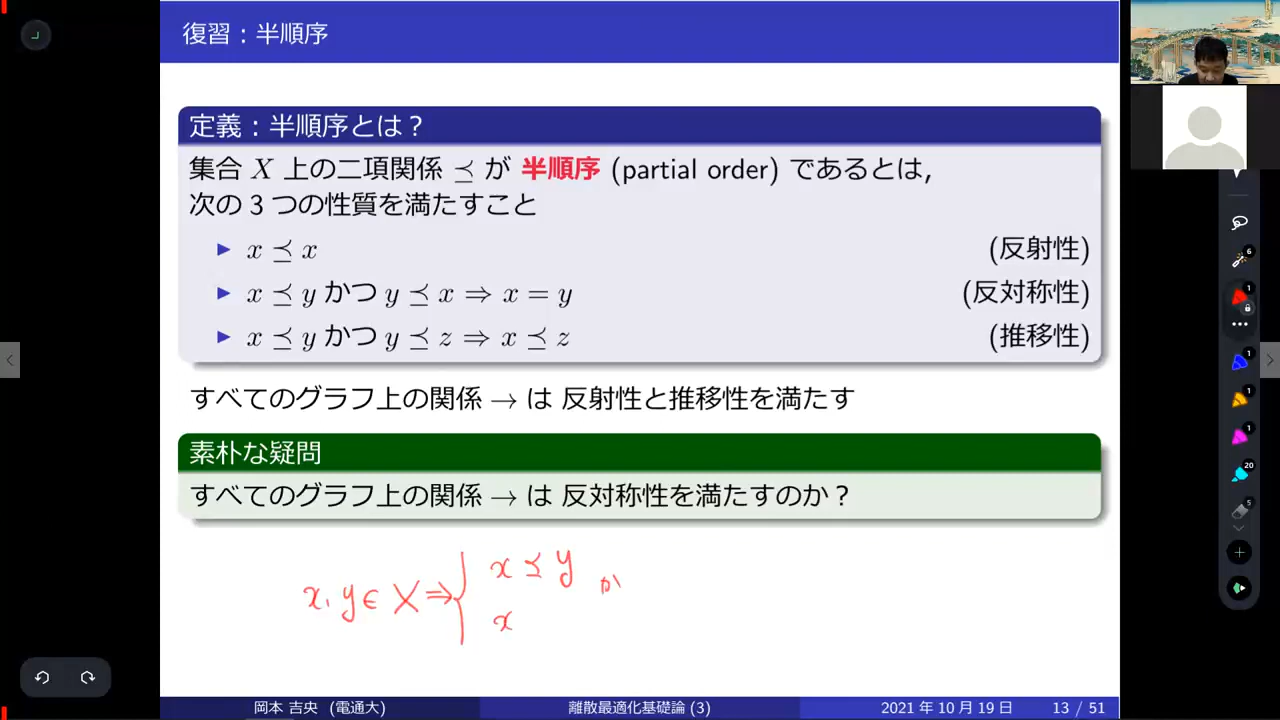 復習：半順序
定義：半順序とは？
集合 X 上の二項関係 ⪯ が 半順序 (partial order) であるとは,
次の 3 つの性質を満たすこと
▶ x ⪯ x (反射性)
▶ x ⪯ y かつ y ⪯ x ⇒ x = y (反対称性)
▶ x ⪯ y かつ y ⪯ z ⇒ x ⪯ z (推移性)
すべてのグラフ上の関係 → は 反射性と推移性を満たす
素朴な疑問
すべてのグラフ上の関係 → は 反対称性を満たすのか？
x ⪯ y か
x, y ∈ X ⇒ {
x
岡本 吉央 (電通大) 離散最適化基礎論 (3) 2021 年 10 月 19 日 13 / 51
6
1
1
1
1
20
5